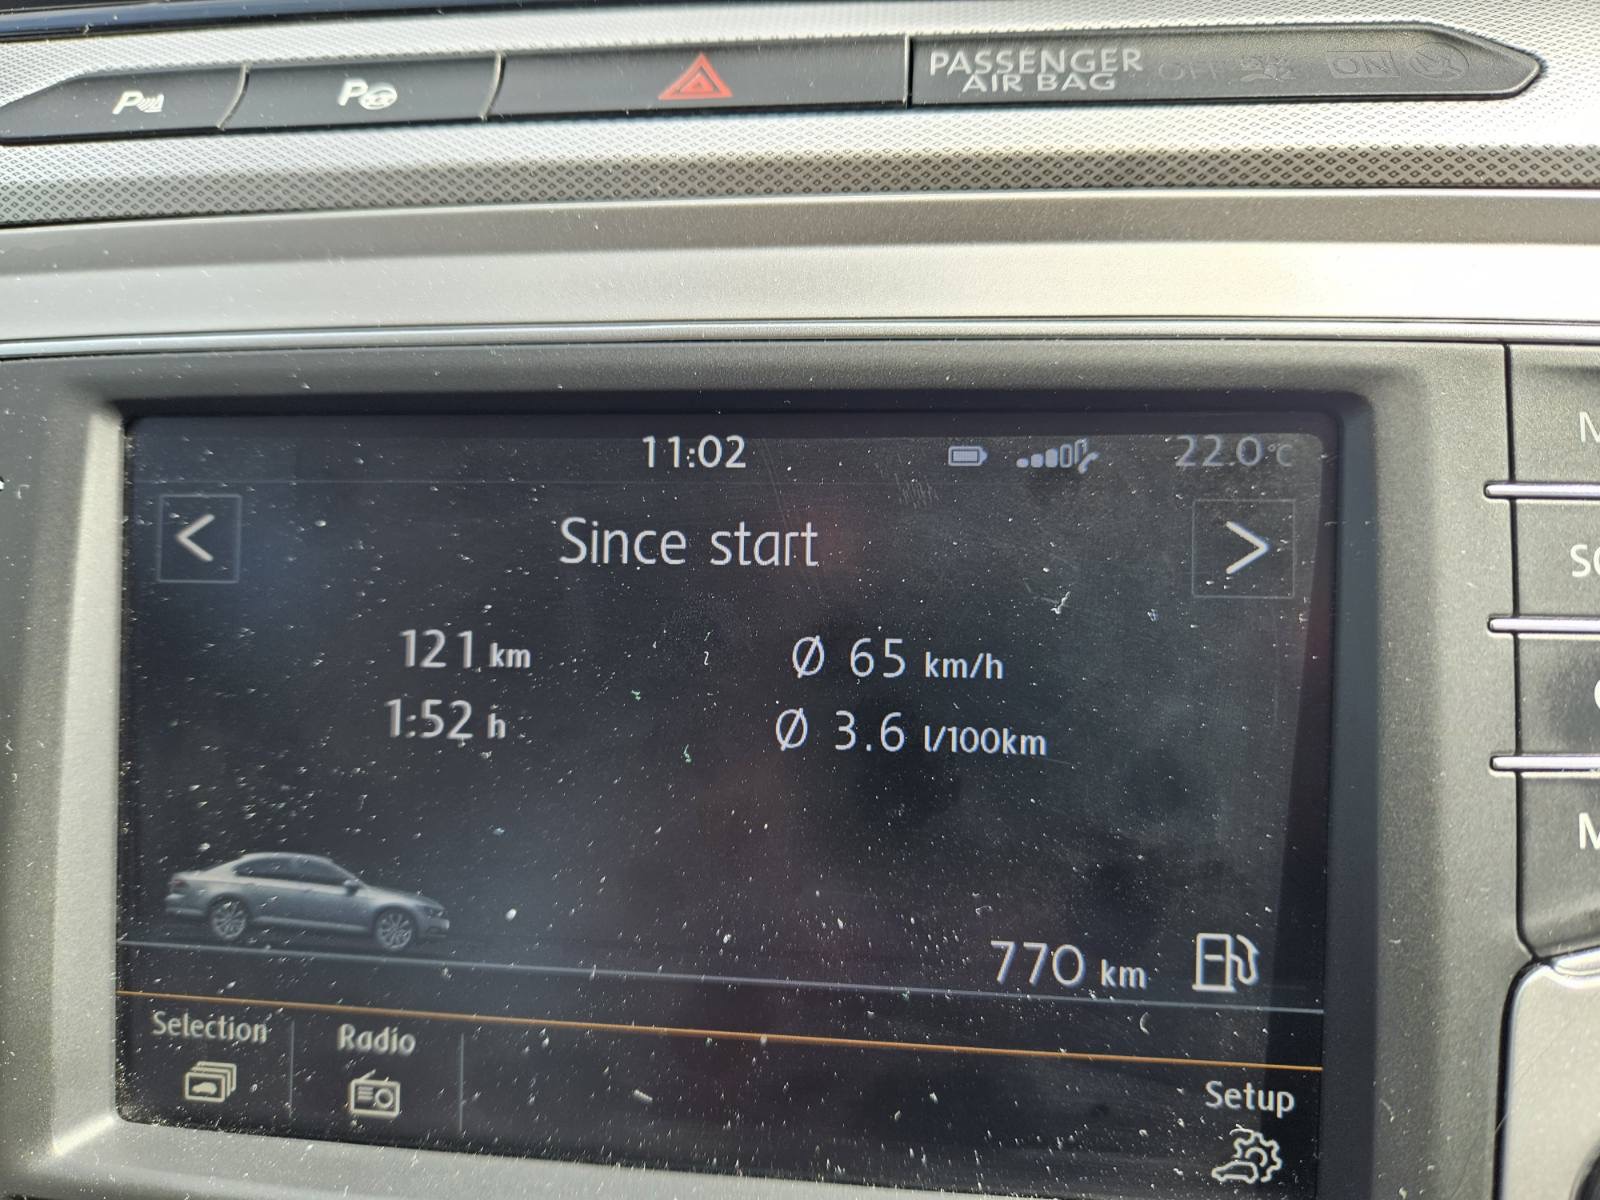 P P
PASSENGER
AIR BAG OFF ON
11:02 22.0°C
<
Since start
>
121 km Ø 65 km/h
1:52 h Ø 3.6 l/100km
770 km
Selection Radio
Setup